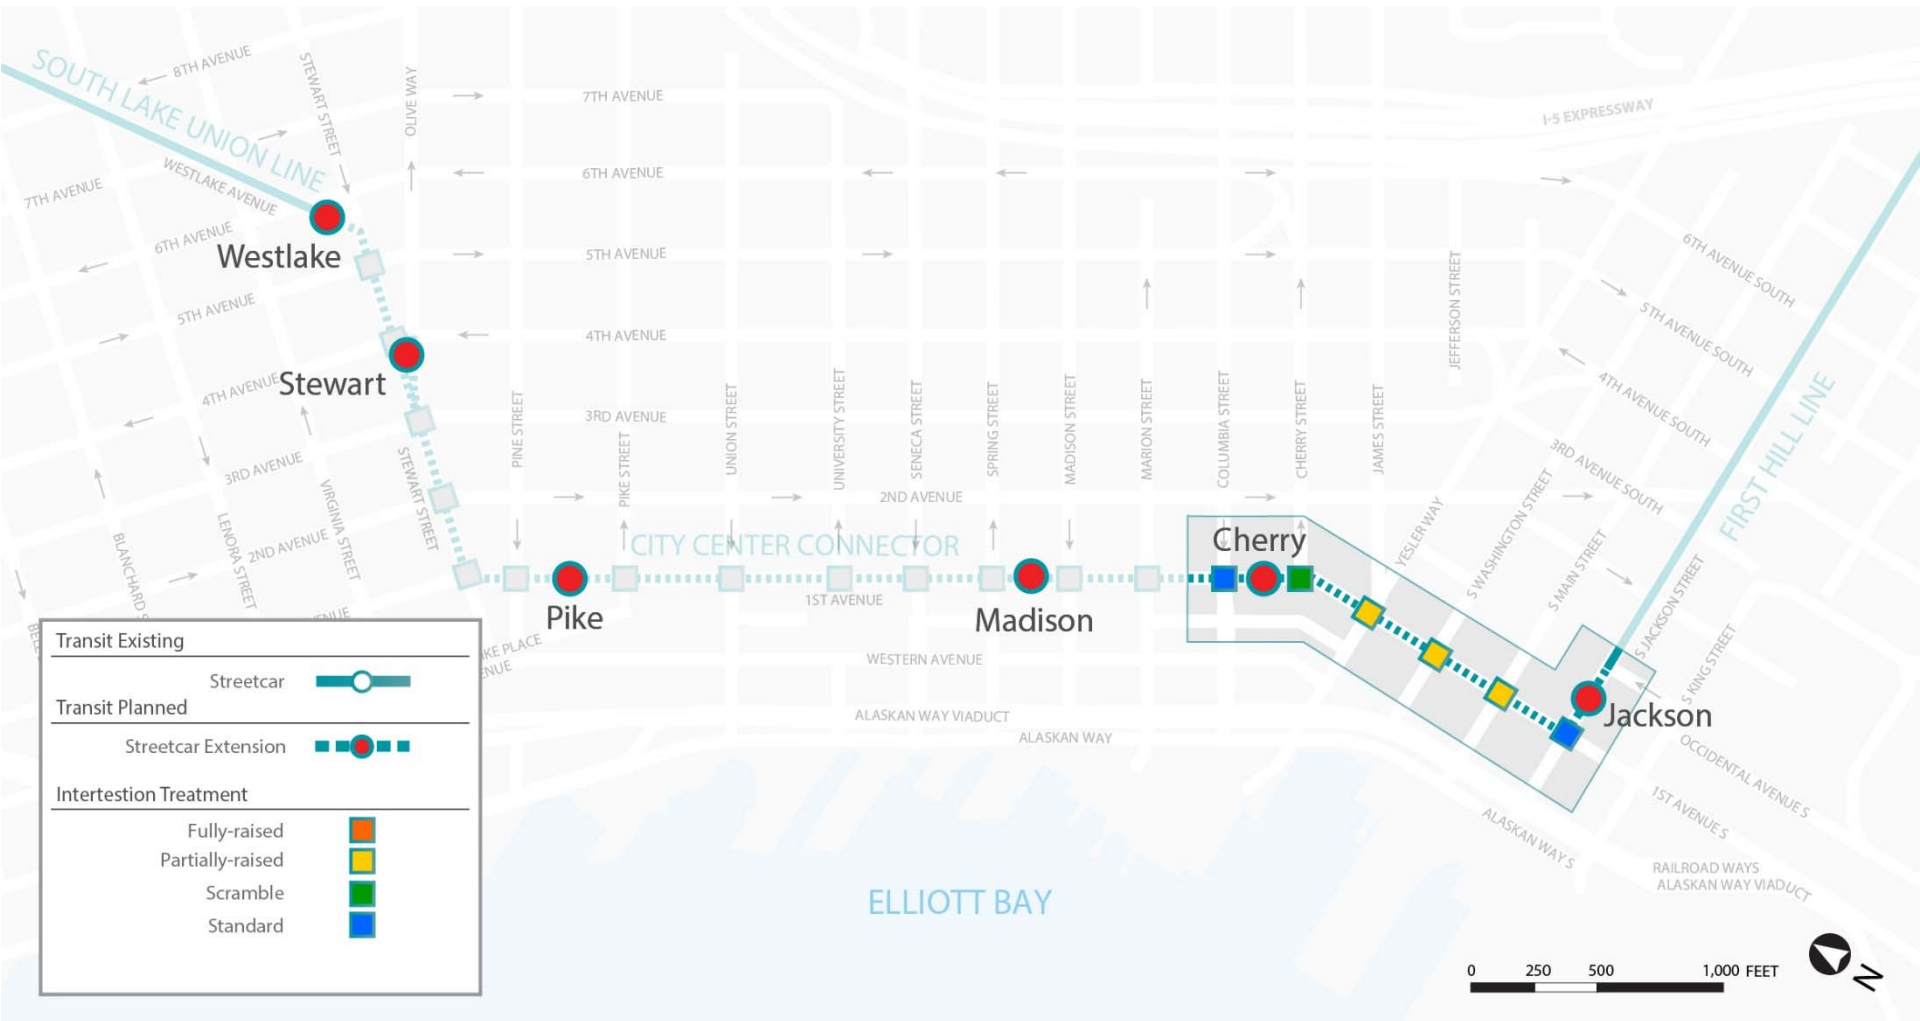 SOUTH LAKE UNION LINE
8TH AVENUE
STEWART STREET
OLIVE WAY
7TH AVENUE
I-5 EXPRESSWAY
7TH AVENUE
WESTLAKE AVENUE
6TH AVENUE
6TH AVENUE
Westlake
5TH AVENUE
6TH AVENUE SOUTH
5TH AVENUE
JEFFERSON STREET
5TH AVENUE SOUTH
4TH AVENUE
4TH AVENUE
Stewart
4TH AVENUE SOUTH
FIRST HILL LINE
PINE STREET
3RD AVENUE
PIKE STREET
UNION STREET
UNIVERSITY STREET
SENECA STREET
SPRING STREET
MADISON STREET
MARION STREET
COLUMBIA STREET
CHERRY STREET
JAMES STREET
3RD AVENUE
STEWART STREET
VIRGINIA STREET
LENORA STREET
BLANCHARD S
2ND AVENUE
2ND AVENUE
3RD AVENUE SOUTH
YESLER WAY
S WASHINGTON STREET
S MAIN STREET
S JACKSON STREET
S KING STREET
CITY CENTER CONNECTOR
Cherry
1ST AVENUE
Pike
Madison
Jackson
ENUE
KE PLACE
ENUE
WESTERN AVENUE
ALASKAN WAY VIADUCT
ALASKAN WAY
OCCIDENTAL AVENUE S
1ST AVENUE S
ALASKAN WAY S
RAILROAD WAYS
ALASKAN WAY VIADUCT
ELLIOTT BAY
Transit Existing
Streetcar
Transit Planned
Streetcar Extension
Intertestion Treatment
Fully-raised
Partially-raised
Scramble
Standard
0 250 500 1,000 FEET
N